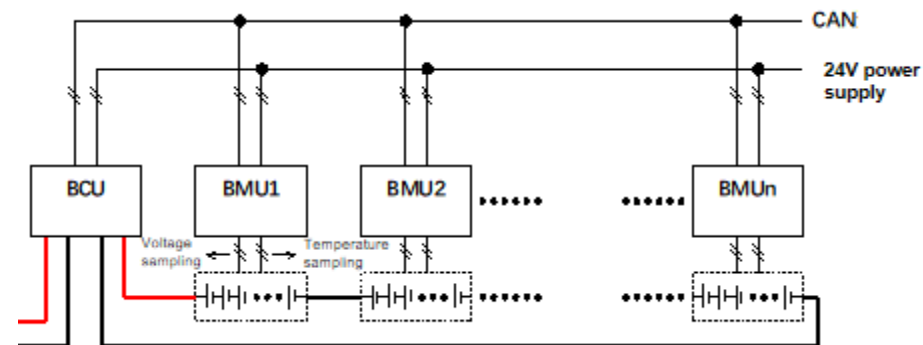 CAN
24V power
supply
BCU
BMU1
BMU2
BMUn
Voltage
sampling
Temperature
sampling